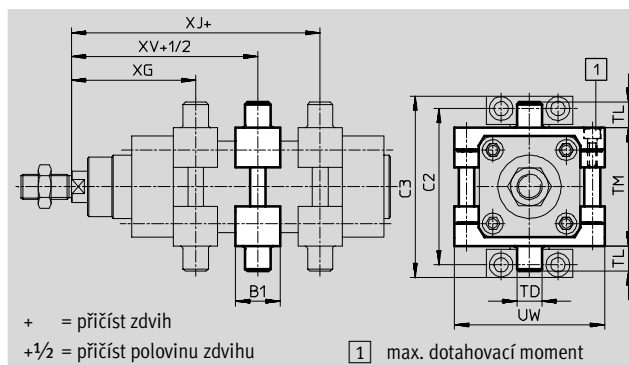 XJ+
XV+1/2
XG
1
TL
C3
C2
TM
TL
B1
TD
UW
+ = přičíst zdvih
+1/2 = přičíst polovinu zdvihu
1 max. dotahovací moment